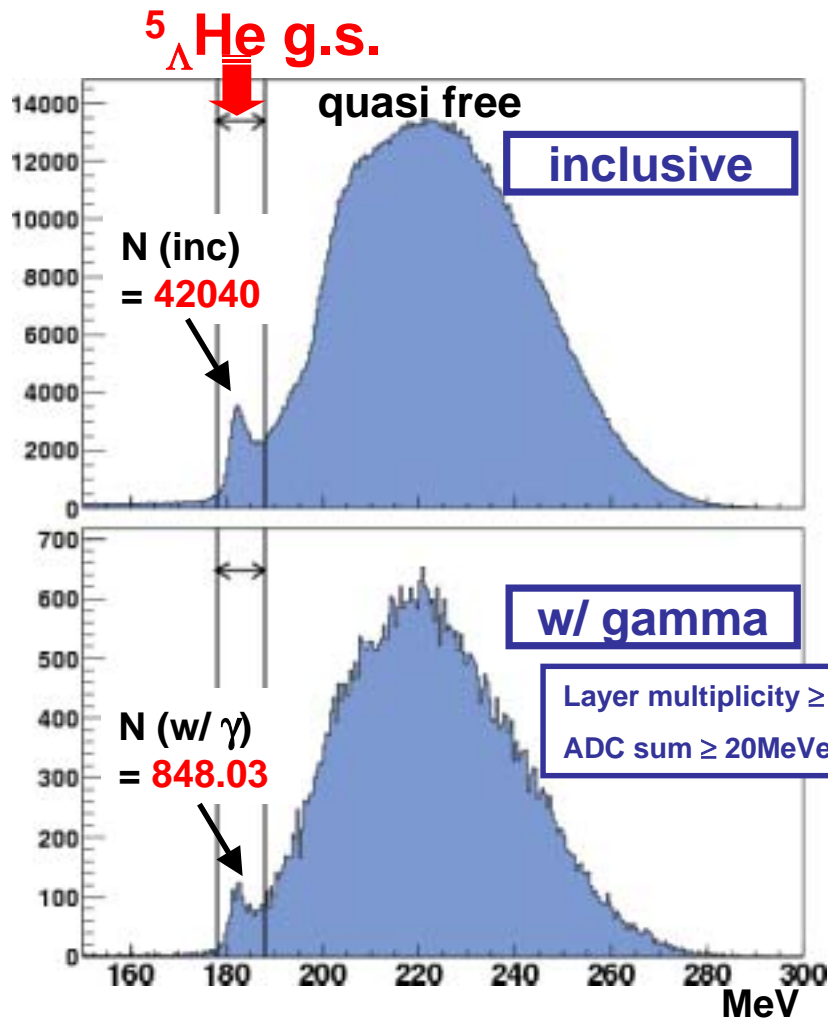 ⁵ΛHe g.s.
quasi free
14000
12000
10000
8000
6000
4000
2000
0
inclusive
N (inc)
= 42040
700
600
500
400
300
200
100
0
w/ gamma
Layer multiplicity ≥
ADC sum ≥ 20MeVe
N (w/ γ)
= 848.03
160 180 200 220 240 260 280 300
MeV